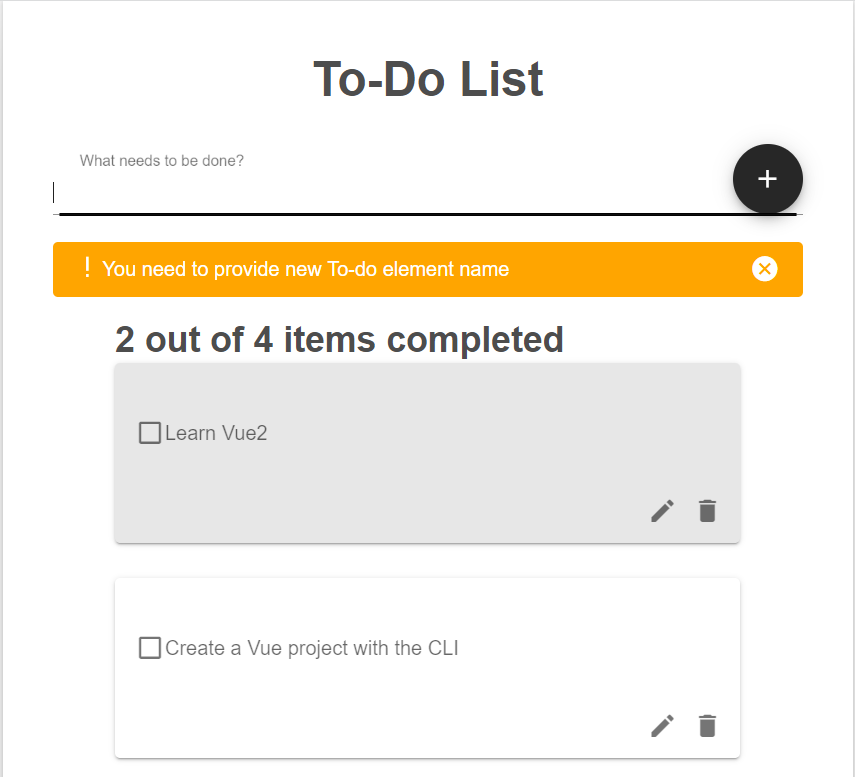 To-Do List
What needs to be done?
! You need to provide new To-do element name
2 out of 4 items completed
Learn Vue2
Create a Vue project with the CLI